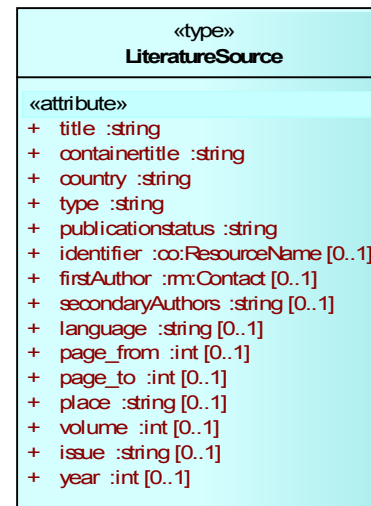 «type»
LiteratureSource
«attribute»
+ title :string
+ containertitle :string
+ country :string
+ type :string
+ publicationstatus :string
+ identifier :co:ResourceName [0..1]
+ firstAuthor :rm:Contact [0..1]
+ secondaryAuthors :string [0..1]
+ language :string [0..1]
+ page_from :int [0..1]
+ page_to :int [0..1]
+ place :string [0..1]
+ volume :int [0..1]
+ issue :string [0..1]
+ year :int [0..1]